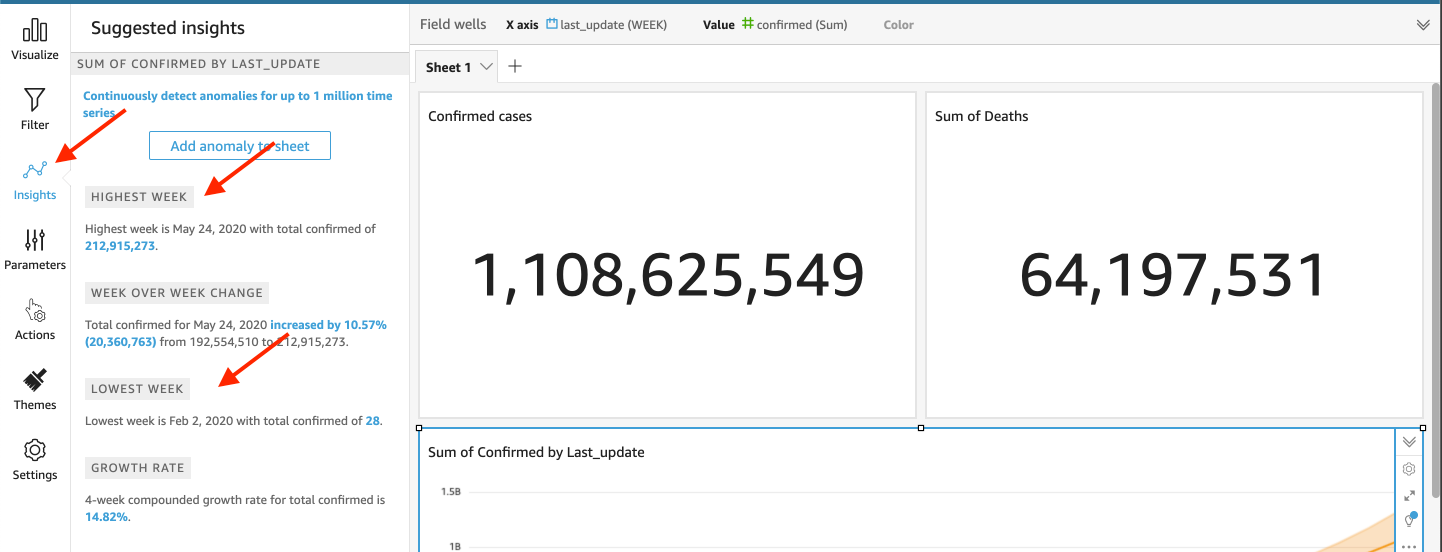 Visualize
Filter
Insights
Parameters
Actions
Themes
Settings
Suggested insights
SUM OF CONFIRMED BY LAST_UPDATE
Continuously detect anomalies for up to 1 million time
series.
Add anomaly to sheet
HIGHEST WEEK
Highest week is May 24, 2020 with total confirmed of
212,915,273.
WEEK OVER WEEK CHANGE
Total confirmed for May 24, 2020 increased by 10.57%
(20,360,763) from 192,554,510 to 212,915,273.
LOWEST WEEK
Lowest week is Feb 2, 2020 with total confirmed of 28.
GROWTH RATE
4-week compounded growth rate for total confirmed is
14.82%.
Field wells X axis last_update (WEEK) Value confirmed (Sum) Color
Sheet 1
Confirmed cases
1,108,625,549
Sum of Deaths
64,197,531
Sum of Confirmed by Last_update
1.5B
1B